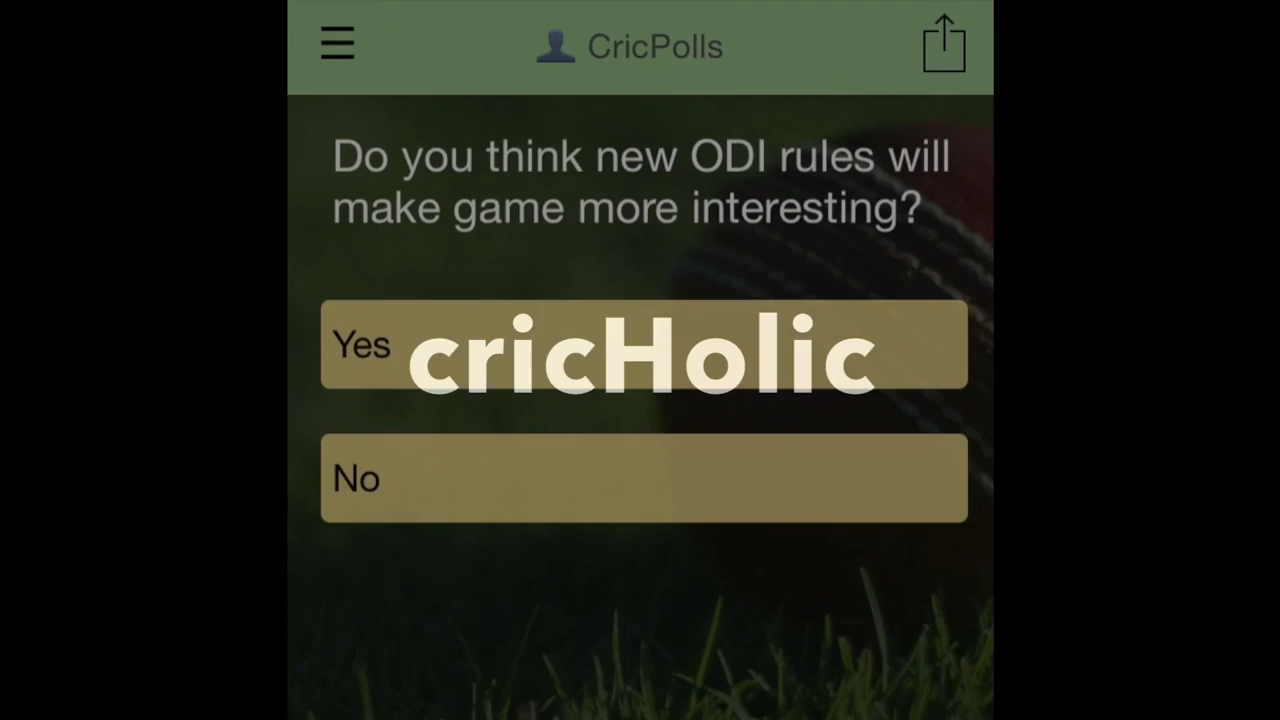 CricPolls
Do you think new ODI rules will
make game more interesting?
Yes
cricHolic
No